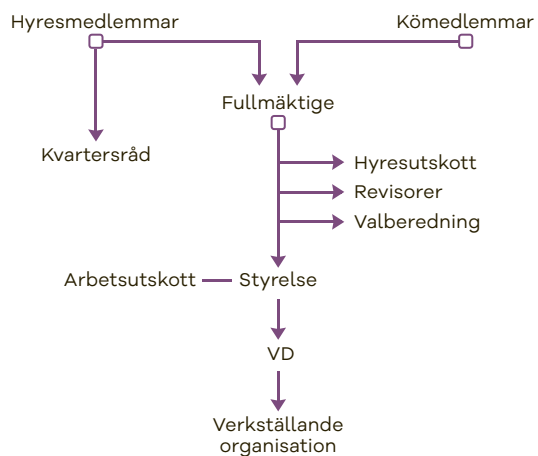 Hyresmedlemmar
Kömedlemmar
Fullmäktige
Kvartersråd
Hyresutskott
Revisorer
Valberedning
Arbetsutskott
Styrelse
VD
Verkställande
organisation